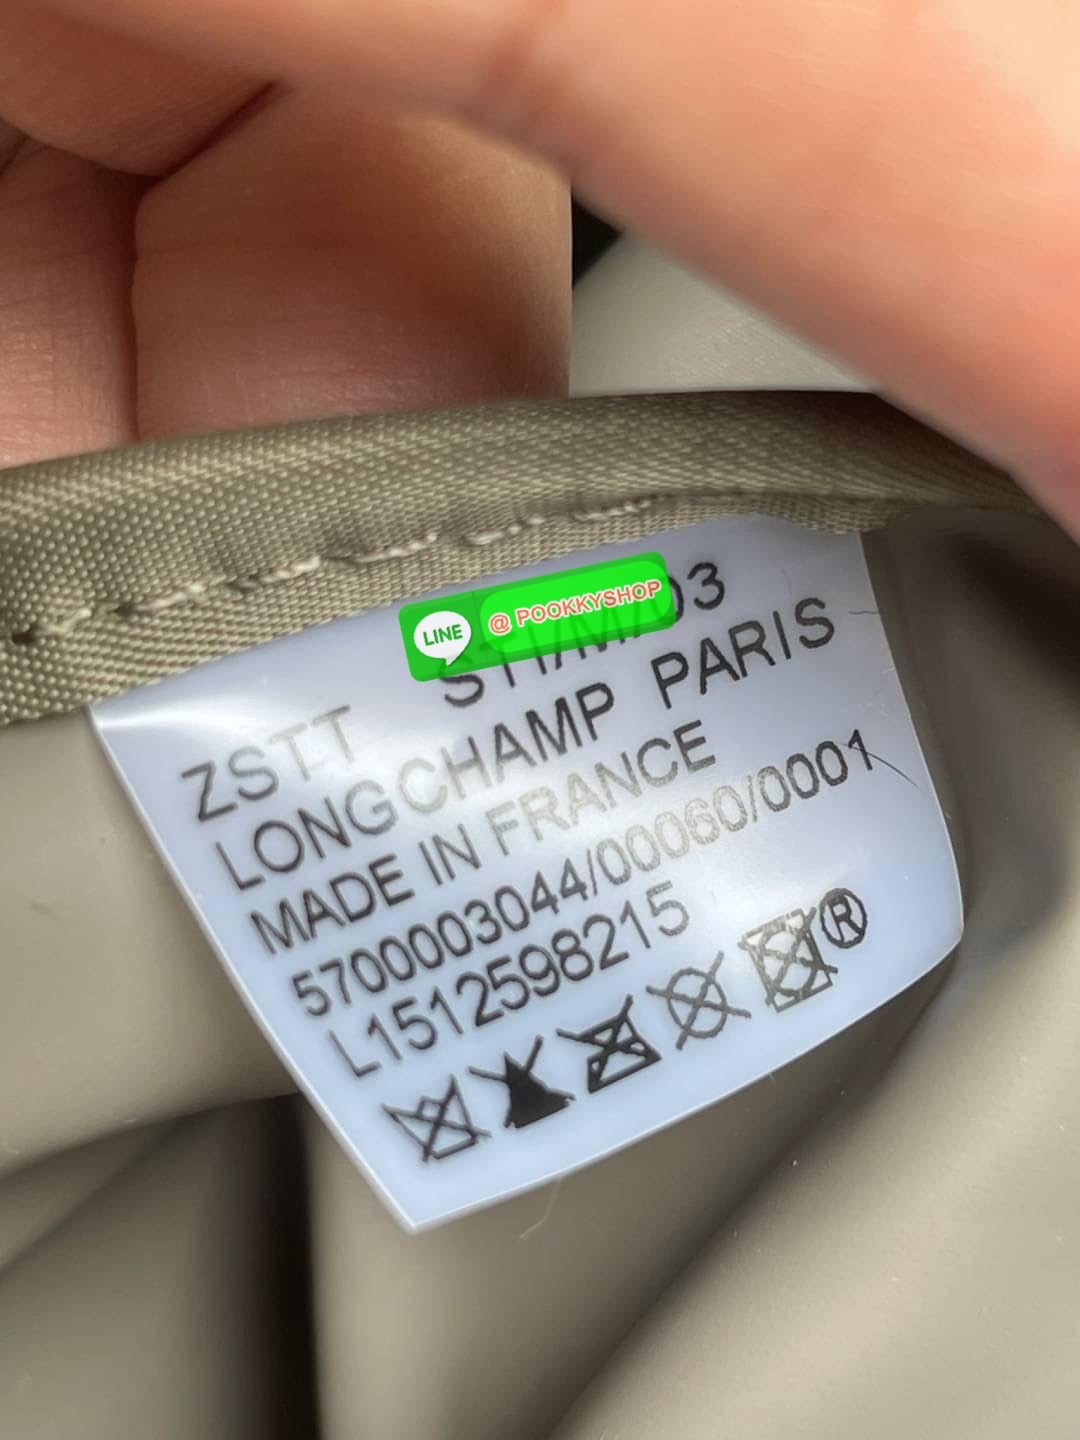 LINE @ POOKKYSHOP
ZSTT
LONGCHAMP PARIS
MADE IN FRANCE
5700003044/00060/0001
L1512598215
®